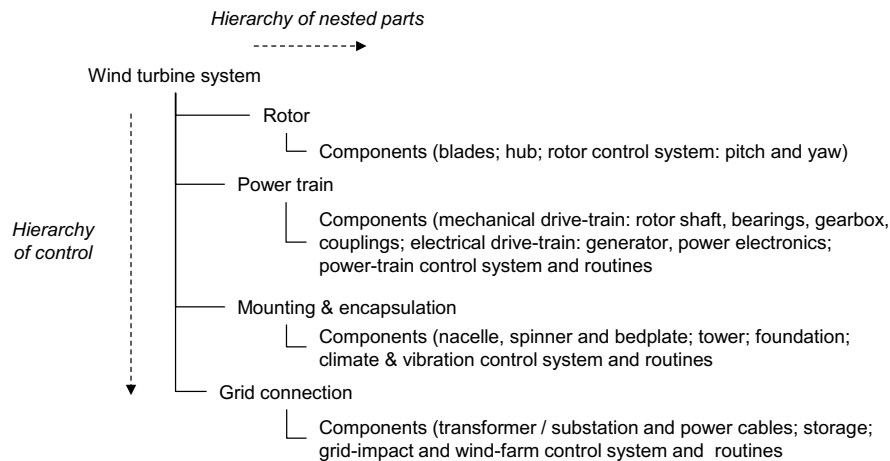 Hierarchy of nested parts
Wind turbine system
Rotor
Components (blades; hub; rotor control system: pitch and yaw)
Power train
Components (mechanical drive-train: rotor shaft, bearings, gearbox,
couplings; electrical drive-train: generator, power electronics;
power-train control system and routines
Hierarchy
of control
Mounting & encapsulation
Components (nacelle, spinner and bedplate; tower; foundation;
climate & vibration control system and routines
Grid connection
Components (transformer / substation and power cables; storage;
grid-impact and wind-farm control system and routines